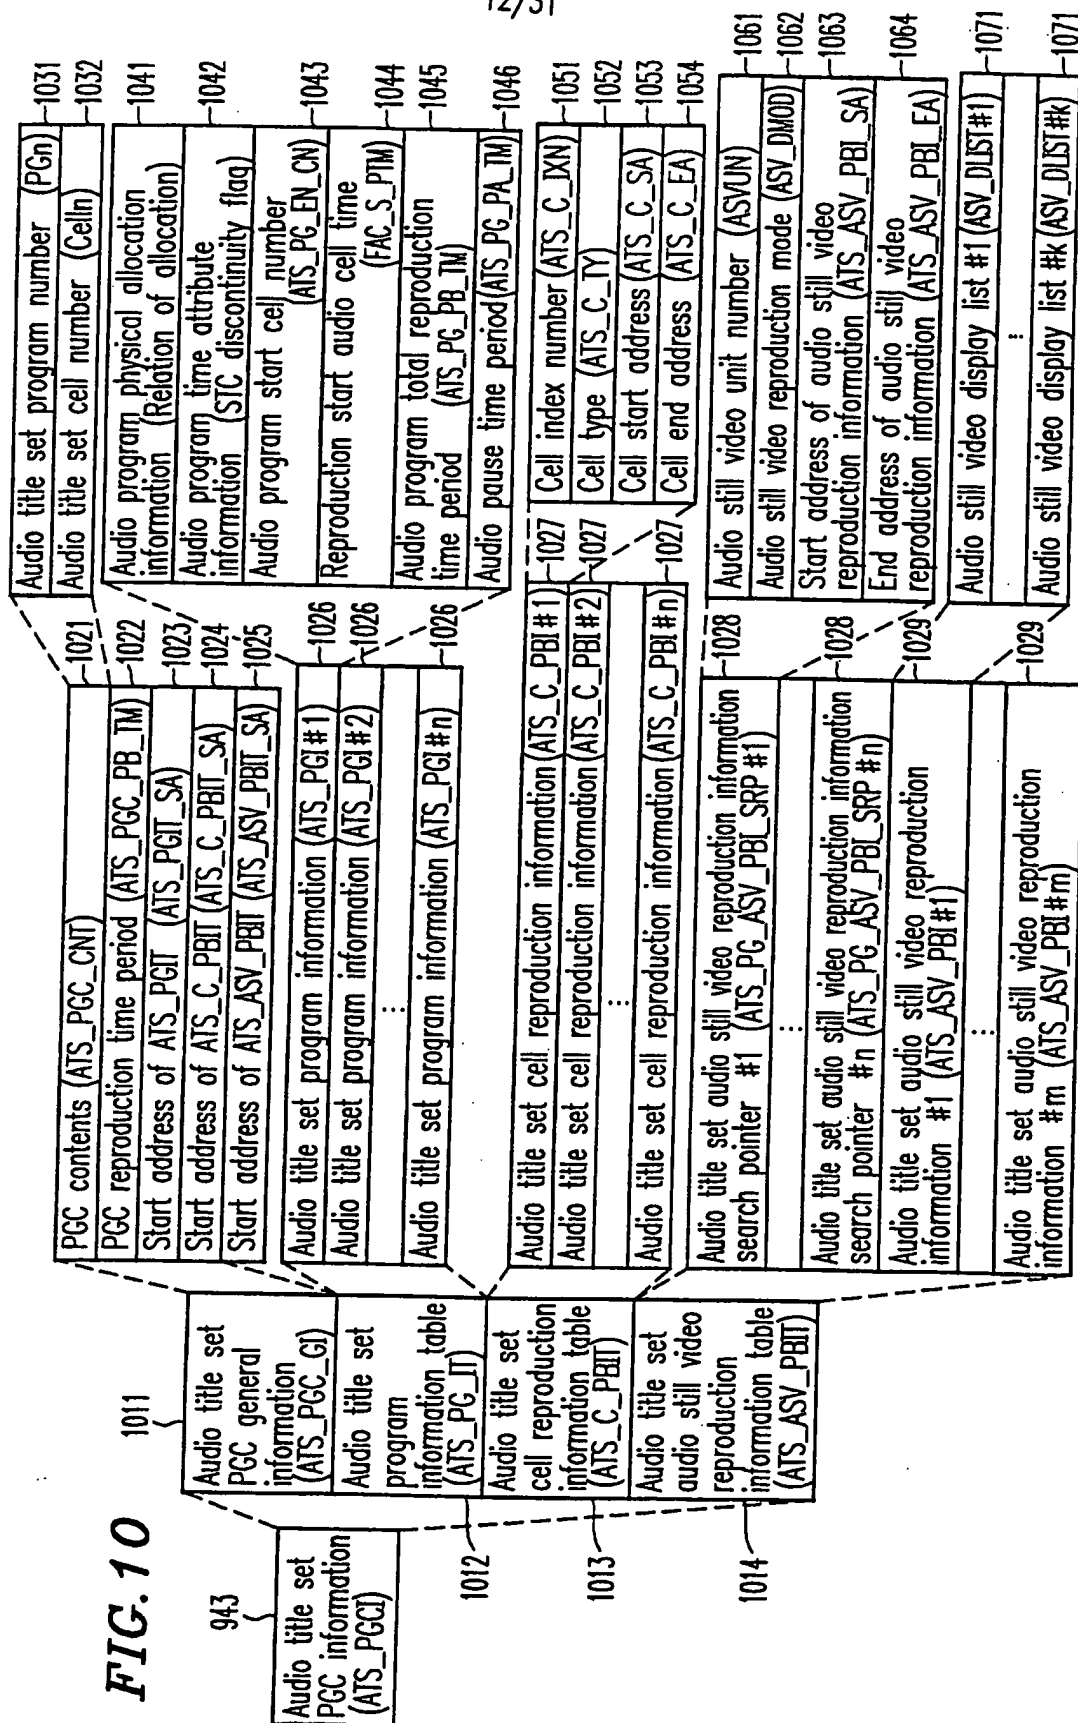 12/31
FIG. 10
943
Audio title set
PGC information
(ATS_PGCI)
1011
Audio title set
PGC general
information
(ATS_PGC_GI)
Audio title set
program
information table
(ATS_PG_IT)
1012
Audio title set
cell reproduction
information table
(ATS_C_PBIT)
1013
Audio title set
audio still video
reproduction
information table
(ATS_ASV_PBIT)
1014
PGC contents (ATS_PGC_CNT)
1021
PGC reproduction time period (ATS_PGC_PB_TM)
1022
Start address of ATS_PGIT (ATS_PGIT_SA)
1023
Start address of ATS_C_PBIT (ATS_C_PBIT_SA)
1024
Start address of ATS_ASV_PBIT (ATS_ASV_PBIT_SA)
1025
Audio title set program information (ATS_PGI#1)
1026
Audio title set program information (ATS_PGI#2)
1026
⋮
Audio title set program information (ATS_PGI#n)
1026
Audio title set cell reproduction information (ATS_C_PBI#1)
1027
Audio title set cell reproduction information (ATS_C_PBI#2)
1027
⋮
Audio title set cell reproduction information (ATS_C_PBI#n)
1027
Audio title set audio still video reproduction information
search pointer #1 (ATS_PG_ASV_PBI_SRP#1)
1028
⋮
Audio title set audio still video reproduction information
search pointer #n (ATS_PG_ASV_PBI_SRP#n)
1028
Audio title set audio still video reproduction
information #1 (ATS_ASV_PBI#1)
1029
⋮
Audio title set audio still video reproduction
information #m (ATS_ASV_PBI#m)
1029
Audio title set program number (PGn)
1031
Audio title set cell number (Celln)
1032
Audio program physical allocation
information (Relation of allocation)
1041
Audio program time attribute
information (STC discontinuity flag)
1042
Audio program start cell number
(ATS_PG_EN_CN)
1043
Reproduction start audio cell time
(FAC_S_PTM)
1044
Audio program total reproduction
time period (ATS_PG_PB_TM)
1045
Audio pause time period (ATS_PG_PA_TM)
1046
Cell index number (ATS_C_IXN)
1051
Cell type (ATS_C_TY)
1052
Cell start address (ATS_C_SA)
1053
Cell end address (ATS_C_EA)
1054
Audio still video unit number (ASVUN)
1061
Audio still video reproduction mode (ASV_DMOD)
1062
Start address of audio still video
reproduction information (ATS_ASV_PBI_SA)
1063
End address of audio still video
reproduction information (ATS_ASV_PBI_EA)
1064
Audio still video display list #1 (ASV_DLIST#1)
1071
⋮
Audio still video display list #k (ASV_DLIST#k)
1071